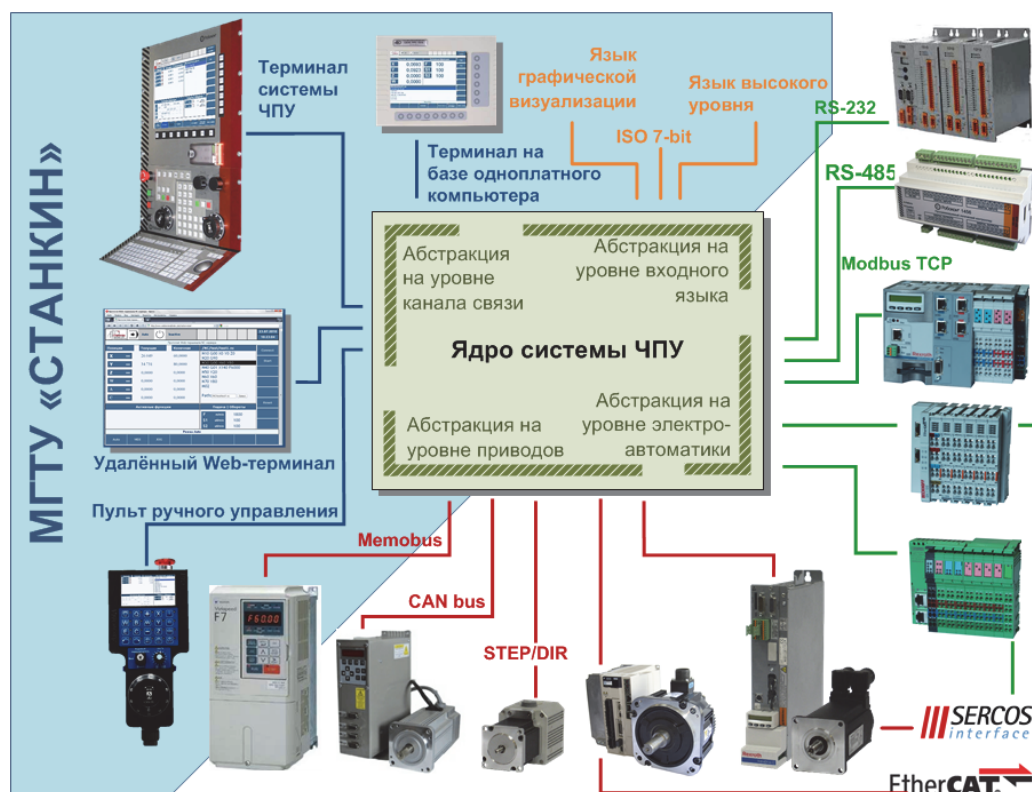 МГТУ «СТАНКИН»
Терминал
системы
ЧПУ
Терминал на
базе одноплатного
компьютера
Язык
графической
визуализации
ISO 7-bit
Язык высокого
уровня
RS-232
RS-485
Modbus TCP
Абстракция
на уровне
канала связи
Абстракция на
уровне входного
языка
Ядро системы ЧПУ
Абстракция на
уровне приводов
Абстракция на
уровне электро-
автоматики
Удалённый Web-терминал
Пульт ручного управления
Memobus
CAN bus
STEP/DIR
F7
F60.00
SERCOS
interface
EtherCAT.